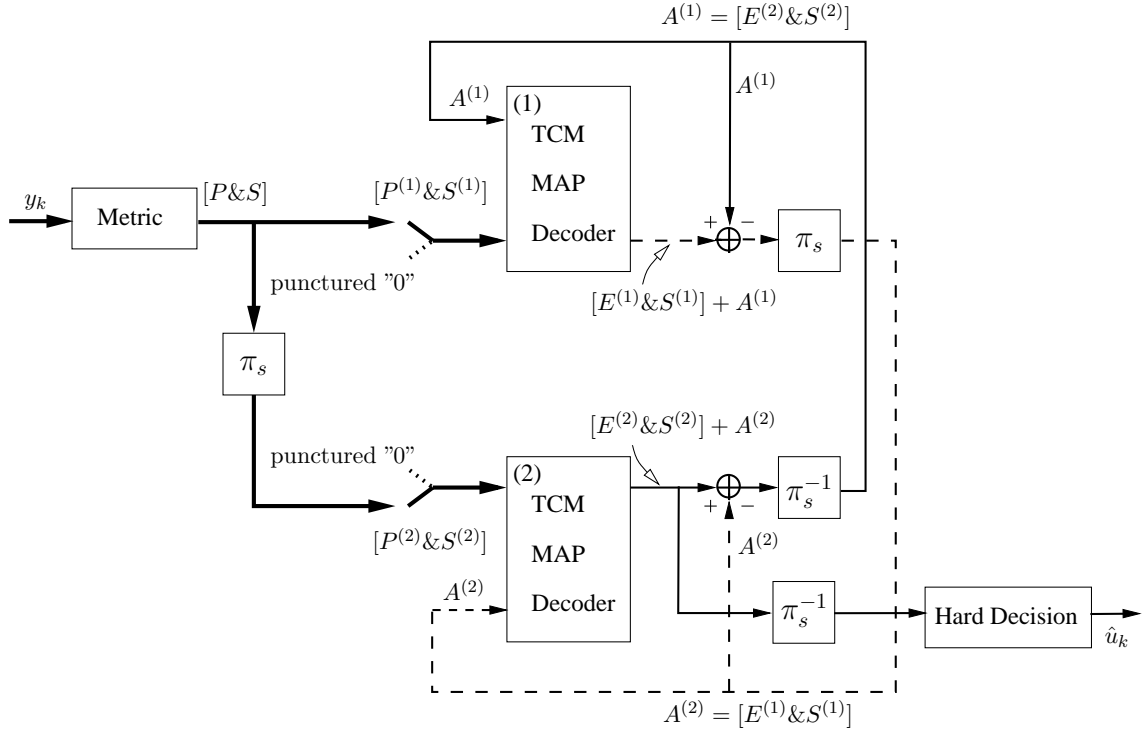 A^{(1)} = [E^{(2)}&S^{(2)}]
A^{(1)}
A^{(1)}
(1)
TCM
MAP
Decoder
y_k
Metric
[P&S]
[P^{(1)}&S^{(1)}]
punctured ”0”
+
−
π_s
[E^{(1)}&S^{(1)}] + A^{(1)}
π_s
[E^{(2)}&S^{(2)}] + A^{(2)}
punctured ”0”
(2)
TCM
MAP
Decoder
+
−
π_s^{−1}
[P^{(2)}&S^{(2)}]
A^{(2)}
A^{(2)}
π_s^{−1}
Hard Decision
û_k
A^{(2)} = [E^{(1)}&S^{(1)}]